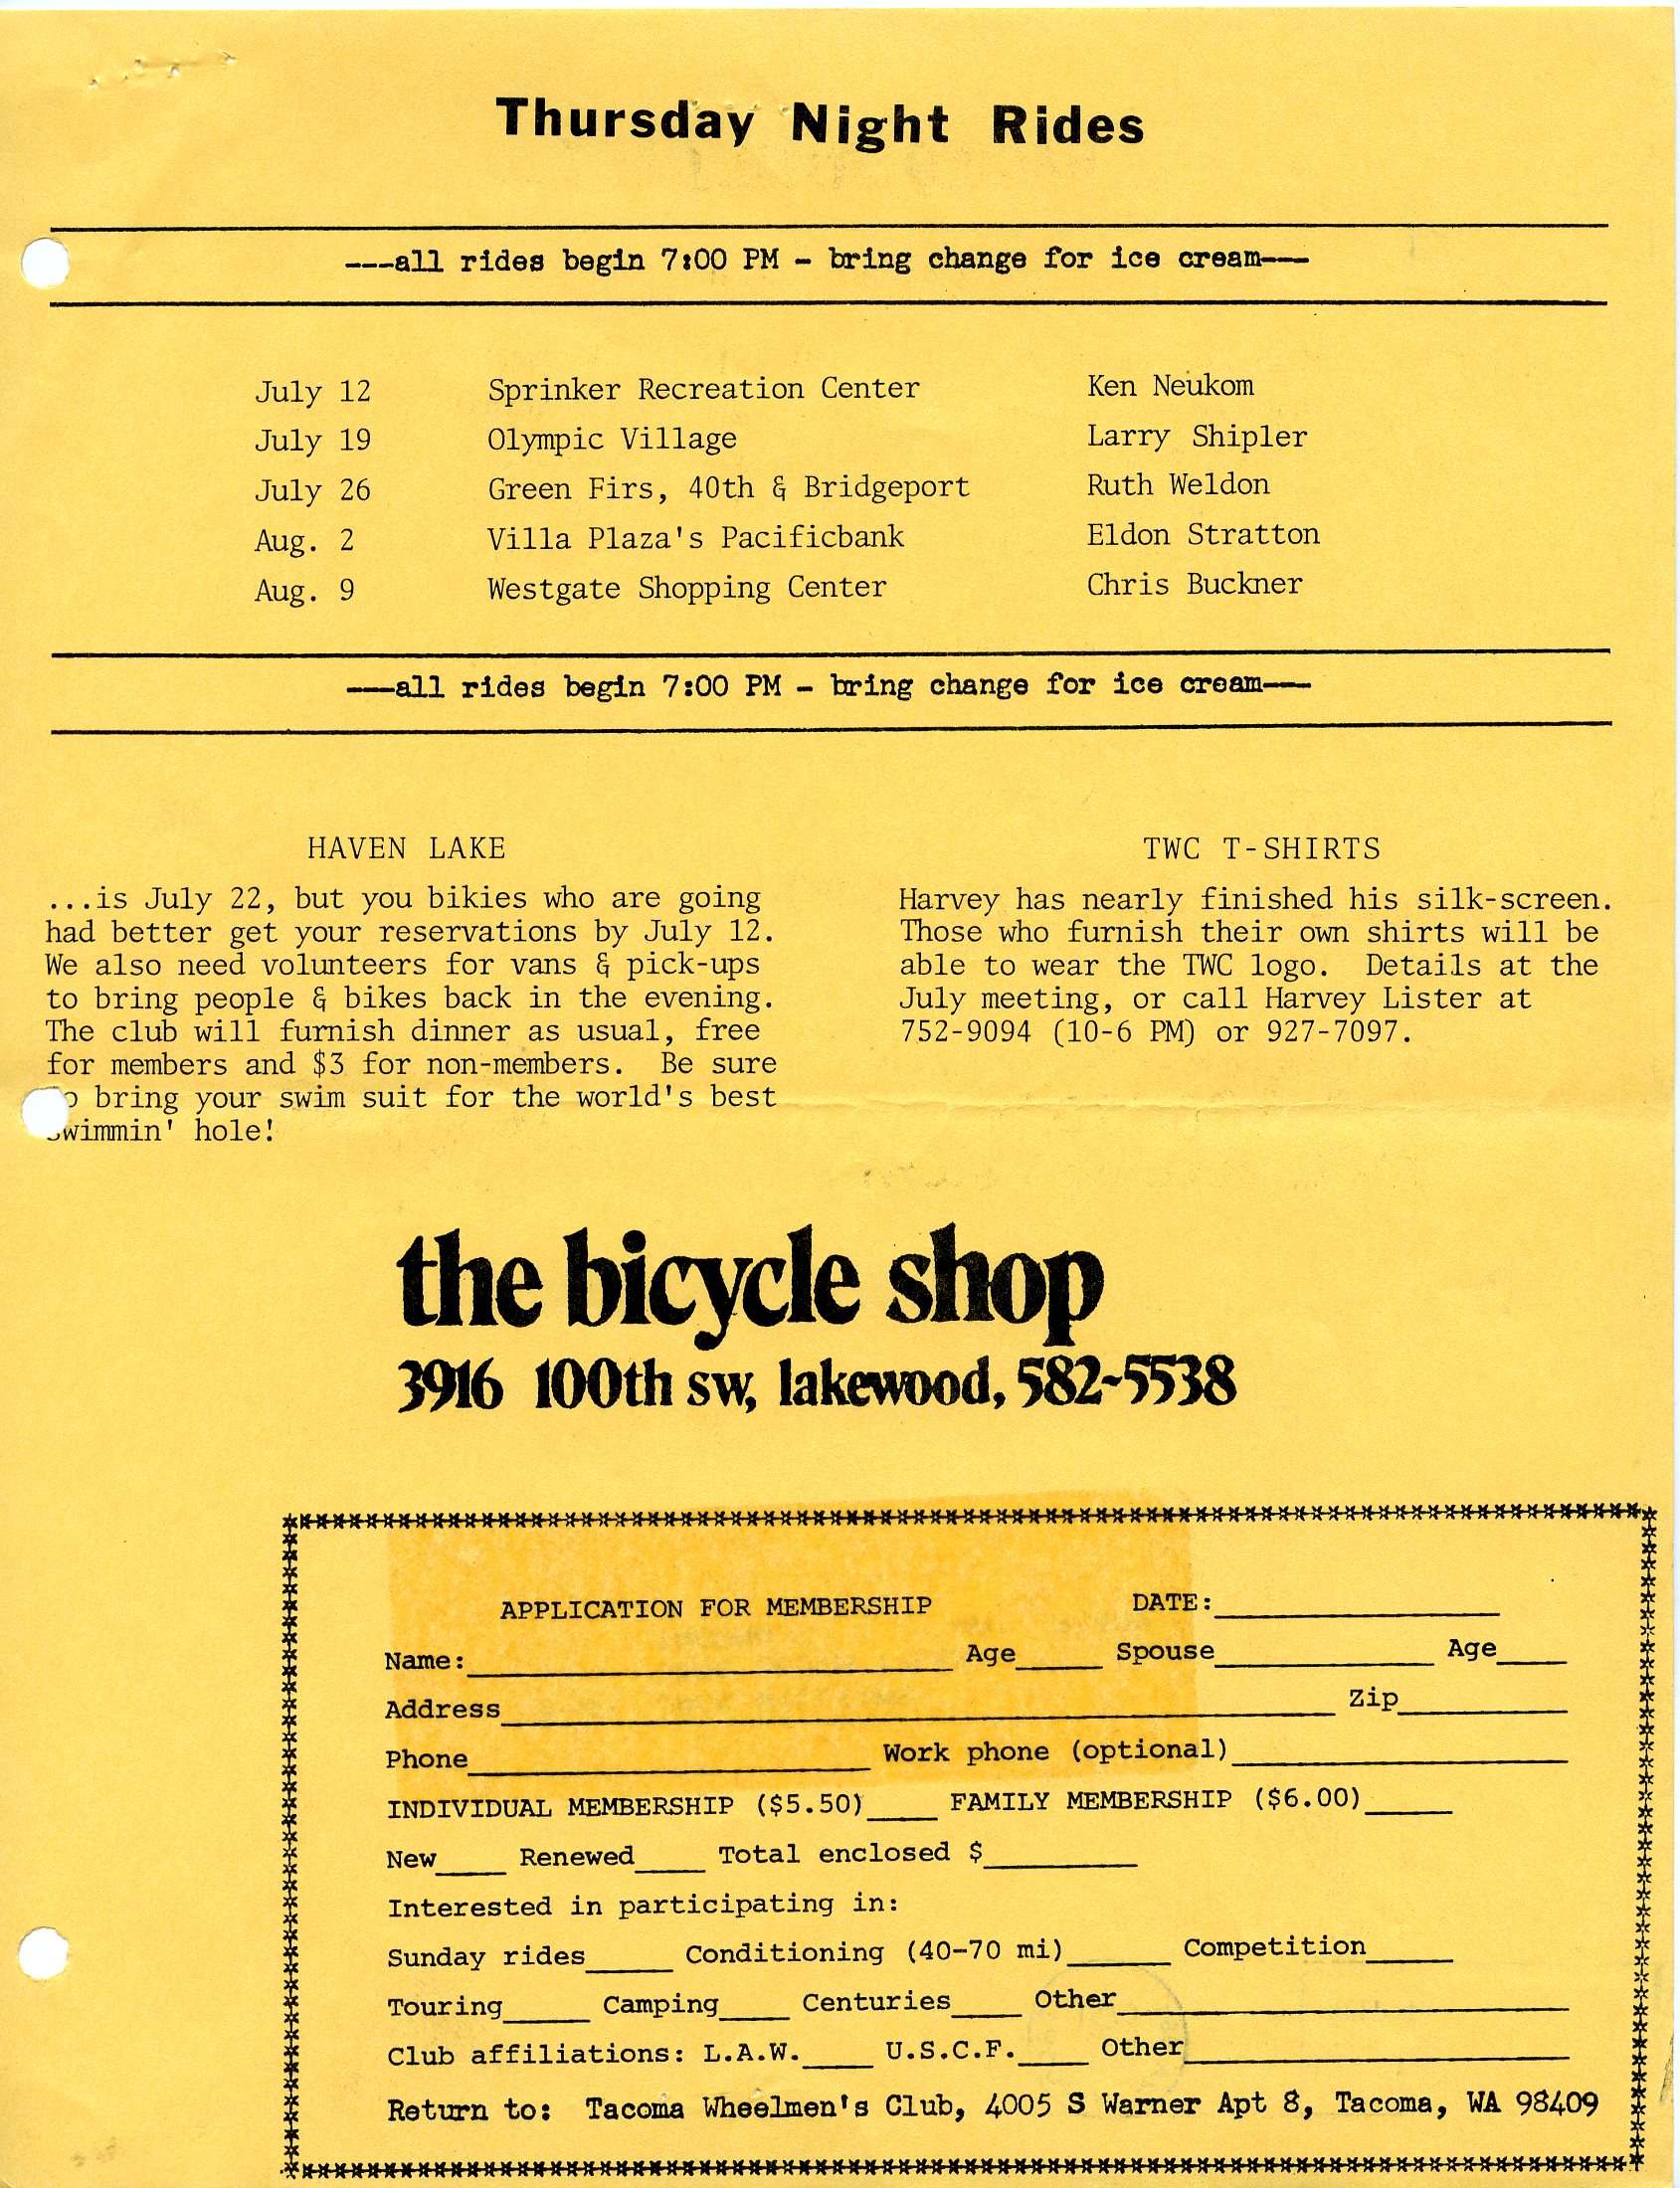 Thursday Night Rides
---all rides begin 7:00 PM - bring change for ice cream---
July 12 Sprinker Recreation Center Ken Neukom
July 19 Olympic Village Larry Shipler
July 26 Green Firs, 40th & Bridgeport Ruth Weldon
Aug. 2 Villa Plaza's Pacificbank Eldon Stratton
Aug. 9 Westgate Shopping Center Chris Buckner
---all rides begin 7:00 PM - bring change for ice cream---
HAVEN LAKE
...is July 22, but you bikies who are going
had better get your reservations by July 12.
We also need volunteers for vans & pick-ups
to bring people & bikes back in the evening.
The club will furnish dinner as usual, free
for members and $3 for non-members. Be sure
to bring your swim suit for the world's best
swimmin' hole!
TWC T-SHIRTS
Harvey has nearly finished his silk-screen.
Those who furnish their own shirts will be
able to wear the TWC logo. Details at the
July meeting, or call Harvey Lister at
752-9094 (10-6 PM) or 927-7097.
the bicycle shop
3916 100th sw, lakewood, 582-5538
APPLICATION FOR MEMBERSHIP DATE:
Name: Age Spouse Age
Address Zip
Phone Work phone (optional)
INDIVIDUAL MEMBERSHIP ($5.50) FAMILY MEMBERSHIP ($6.00)
New Renewed Total enclosed $
Interested in participating in:
Sunday rides Conditioning (40-70 mi) Competition
Touring Camping Centuries Other
Club affiliations: L.A.W. U.S.C.F. Other
Return to: Tacoma Wheelmen's Club, 4005 S Warner Apt 8, Tacoma, WA 98409